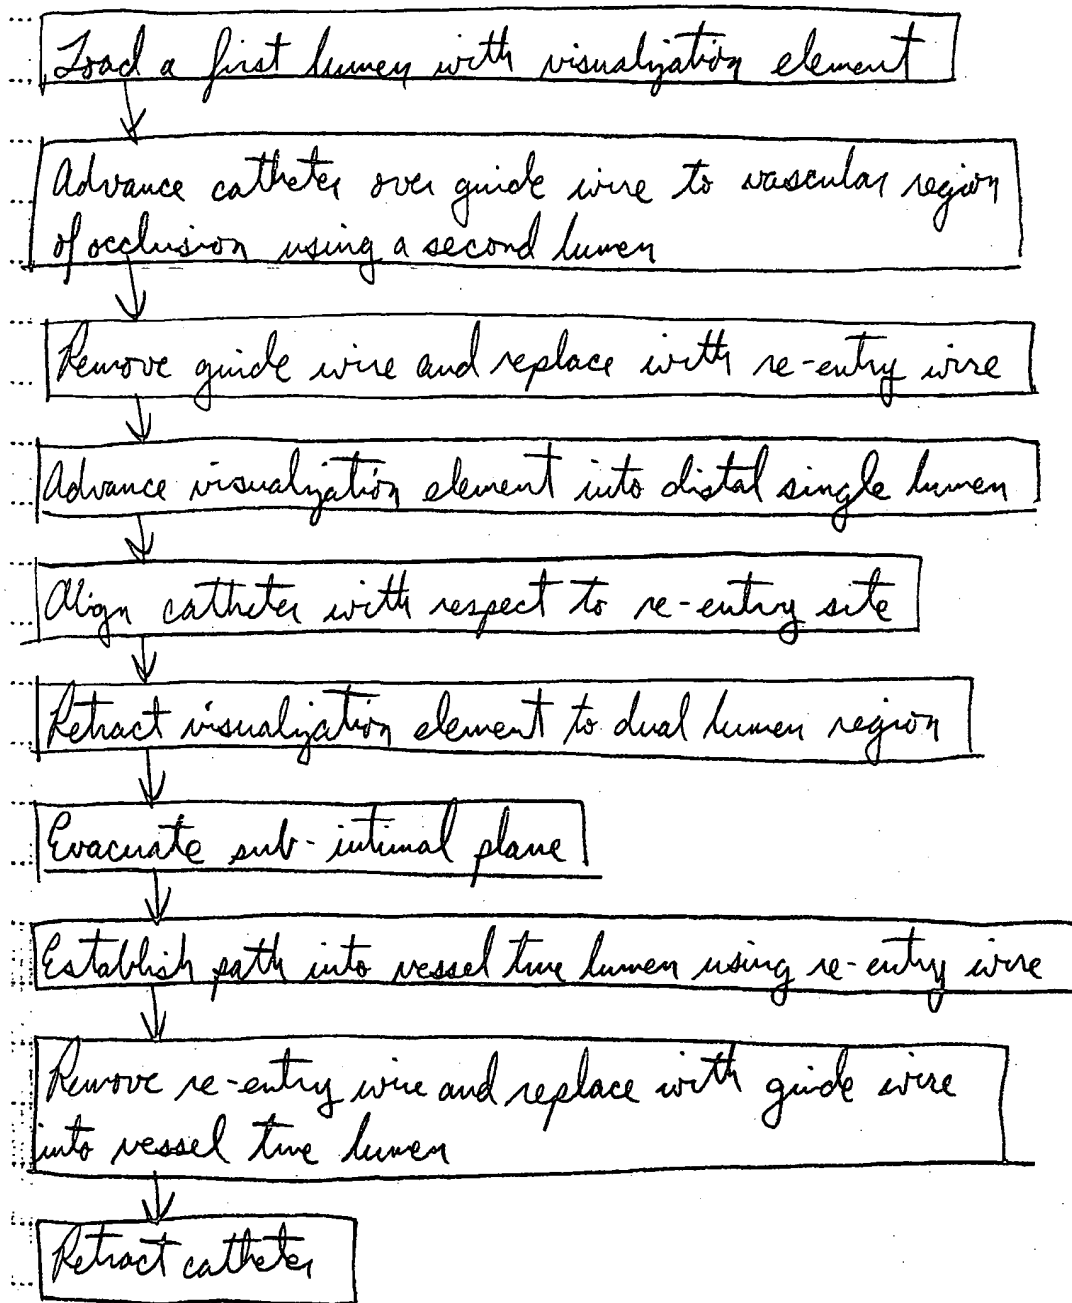 Load a first lumen with visualization element
Advance catheter over guide wire to vascular region
of occlusion using a second lumen
Remove guide wire and replace with re-entry wire
Advance visualization element into distal single lumen
Align catheter with respect to re-entry site
Retract visualization element to dual lumen region
Evacuate sub-intimal plane
Establish path into vessel true lumen using re-entry wire
Remove re-entry wire and replace with guide wire
into vessel true lumen
Retract catheter